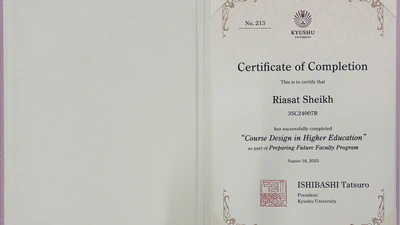 No. 213
KYUSHU
UNIVERSITY
Certificate of Completion
This is to certify that
Riasat Sheikh
3SC24007R
has successfully completed
"Course Design in Higher Education"
as part of Preparing Future Faculty Program
August 18, 2025
ISHIBASHI Tatsuro
President
Kyushu University